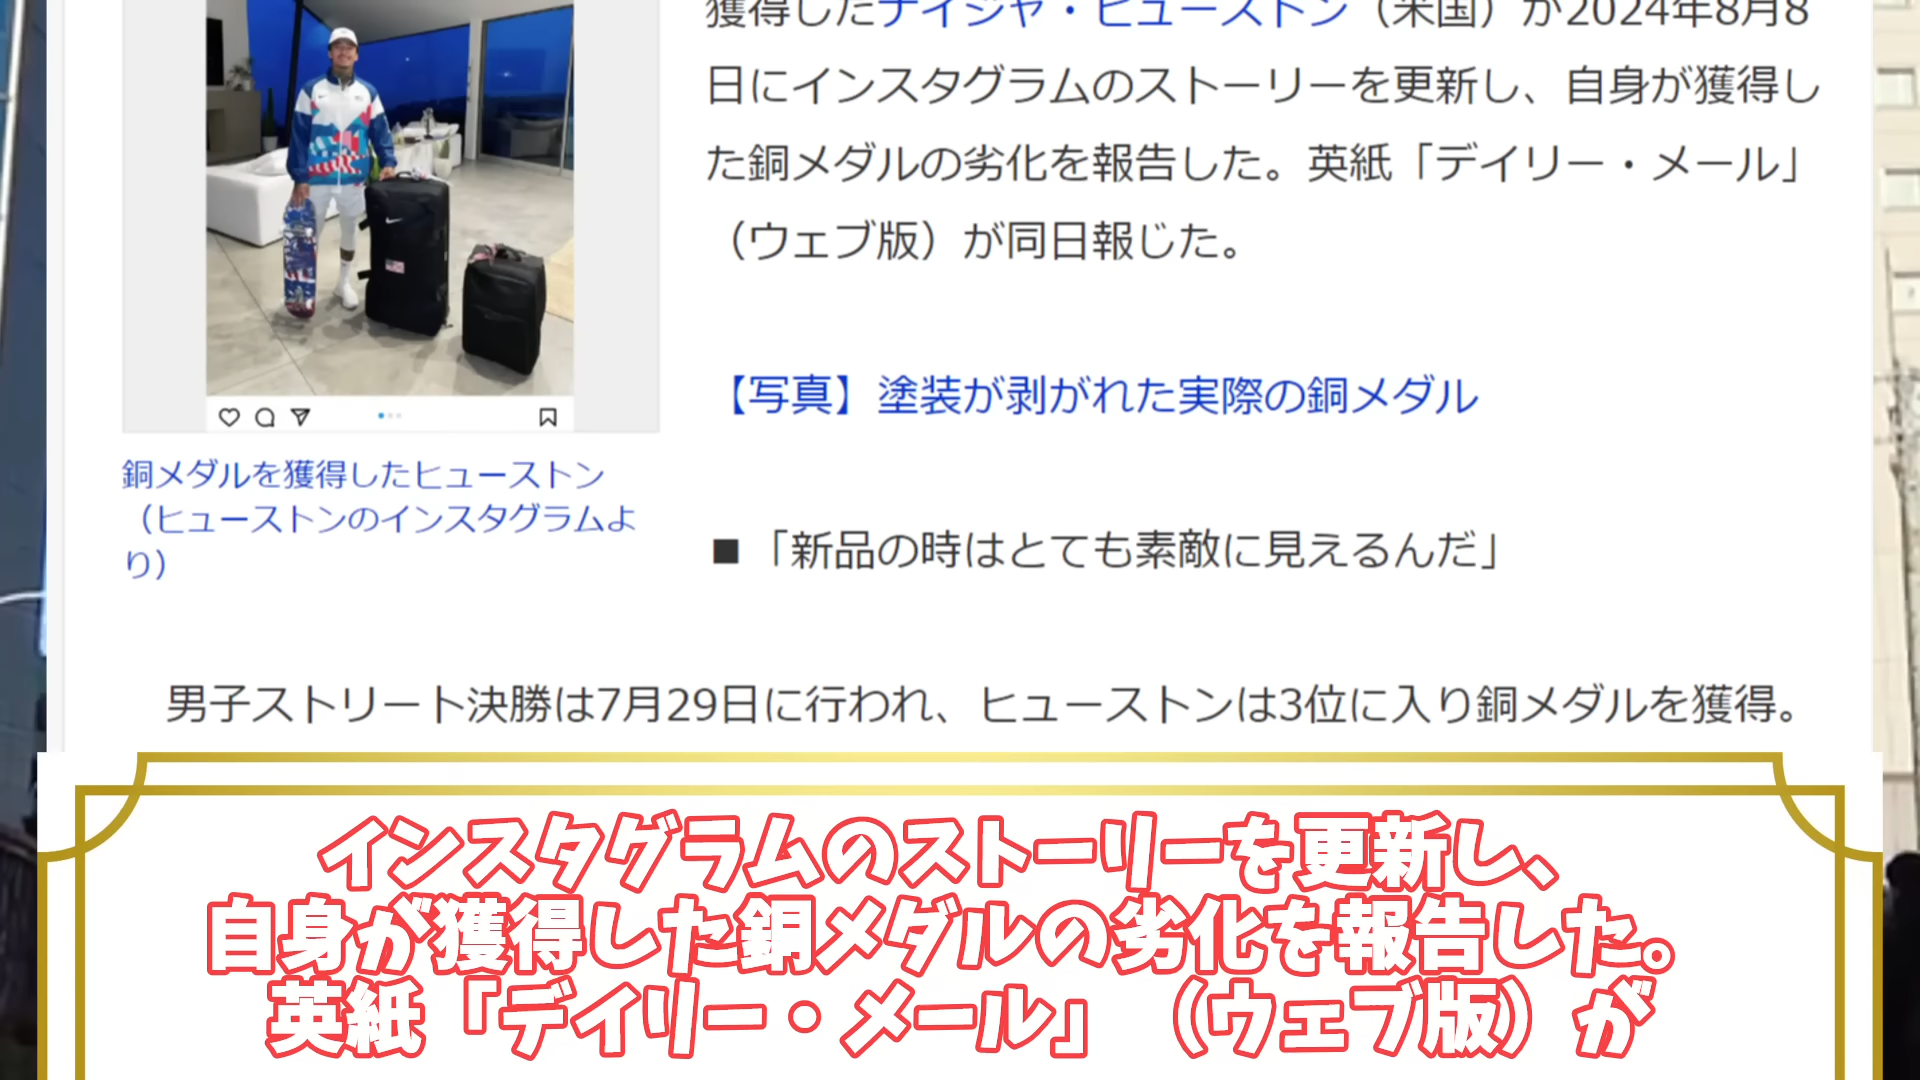 獲得したナイジャ・ヒューストン（米国）が2024年8月8
日にインスタグラムのストーリーを更新し、自身が獲得し
た銅メダルの劣化を報告した。英紙「デイリー・メール」
（ウェブ版）が同日報じた。
【写真】塗装が剥がれた実際の銅メダル
銅メダルを獲得したヒューストン
（ヒューストンのインスタグラムよ
り）
■「新品の時はとても素敵に見えるんだ」
男子ストリート決勝は7月29日に行われ、ヒューストンは3位に入り銅メダルを獲得。
インスタグラムのストーリーを更新し、
自身が獲得した銅メダルの劣化を報告した。
英紙「デイリー・メール」（ウェブ版）が